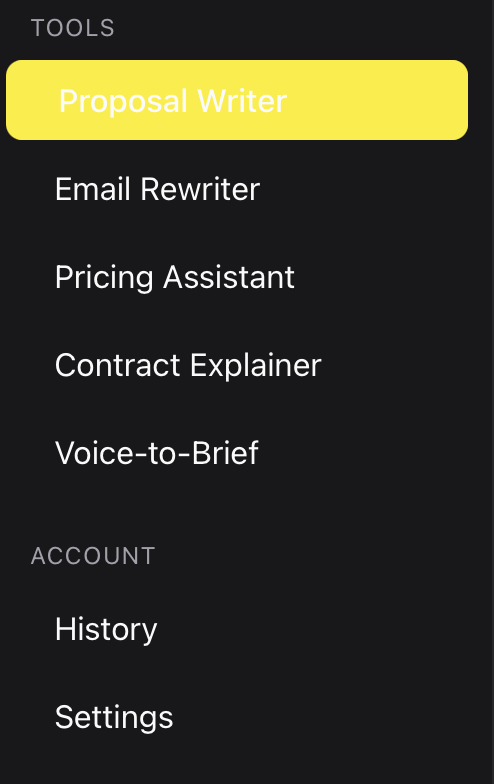 TOOLS
Proposal Writer
Email Rewriter
Pricing Assistant
Contract Explainer
Voice-to-Brief
ACCOUNT
History
Settings